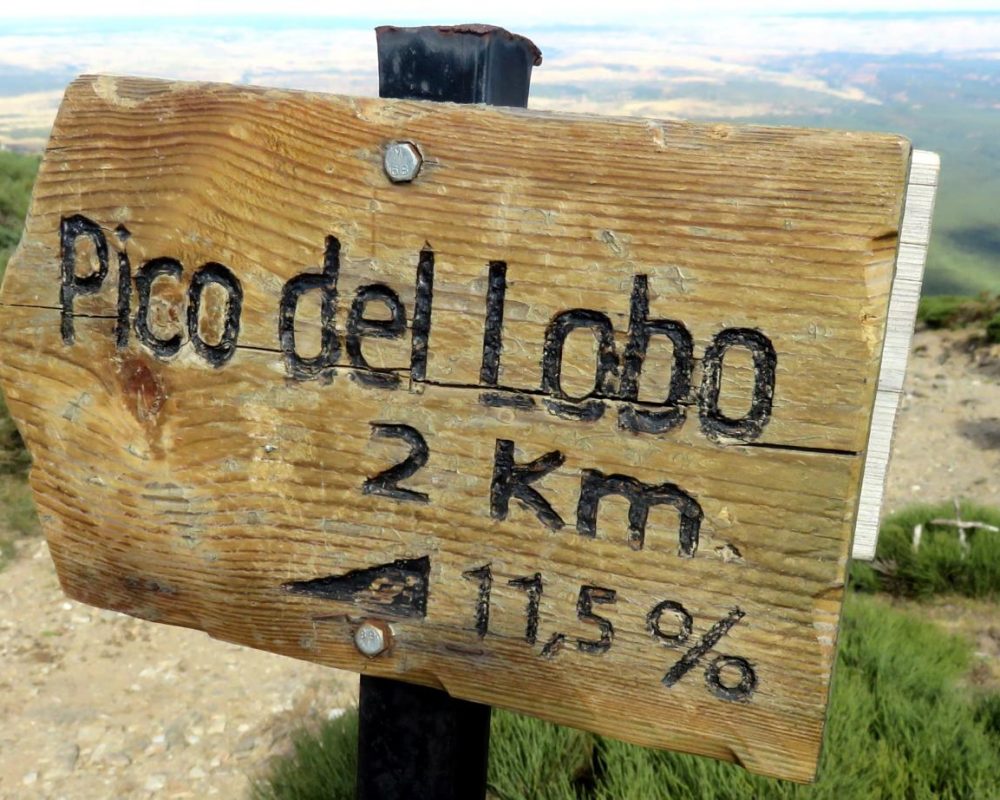 Pico del Lobo
2 km
11,5 %